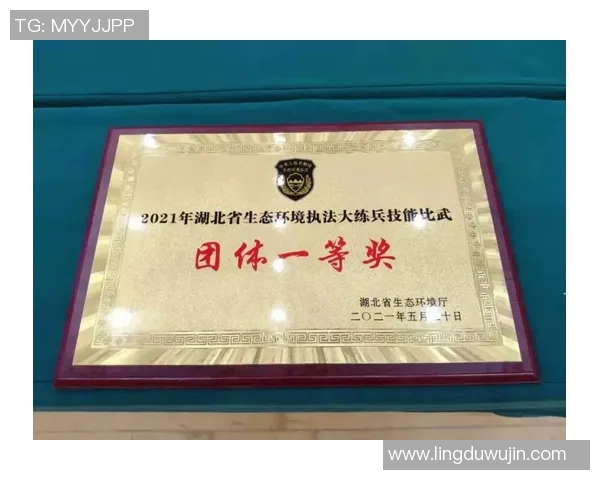 TG: MYYJJPP
2021年湖北省生态环境执法大练兵技能比武
团体一等奖
湖北省生态环境厅
二〇二一年五月二十日
www.lingduwujin.com